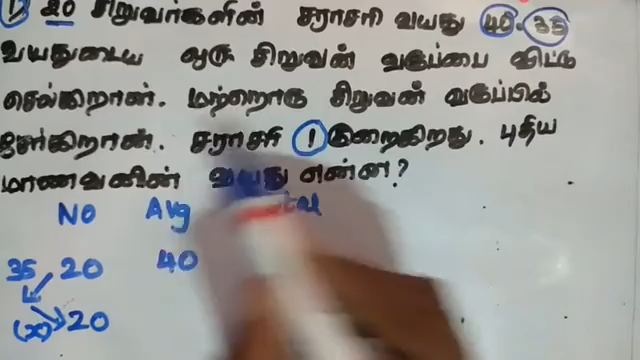 1) 20 சிறுவர்களின் சராசரி வயது 40. 35
வயதுடைய ஒரு சிறுவன் வகுப்பை விட்டு
செல்கிறான். மற்றொரு சிறுவன் வகுப்பில்
சேர்கிறான். சராசரி 1 குறைகிறது. புதிய
மாணவனின் வயது என்ன?
No Avg
35 20 40
20